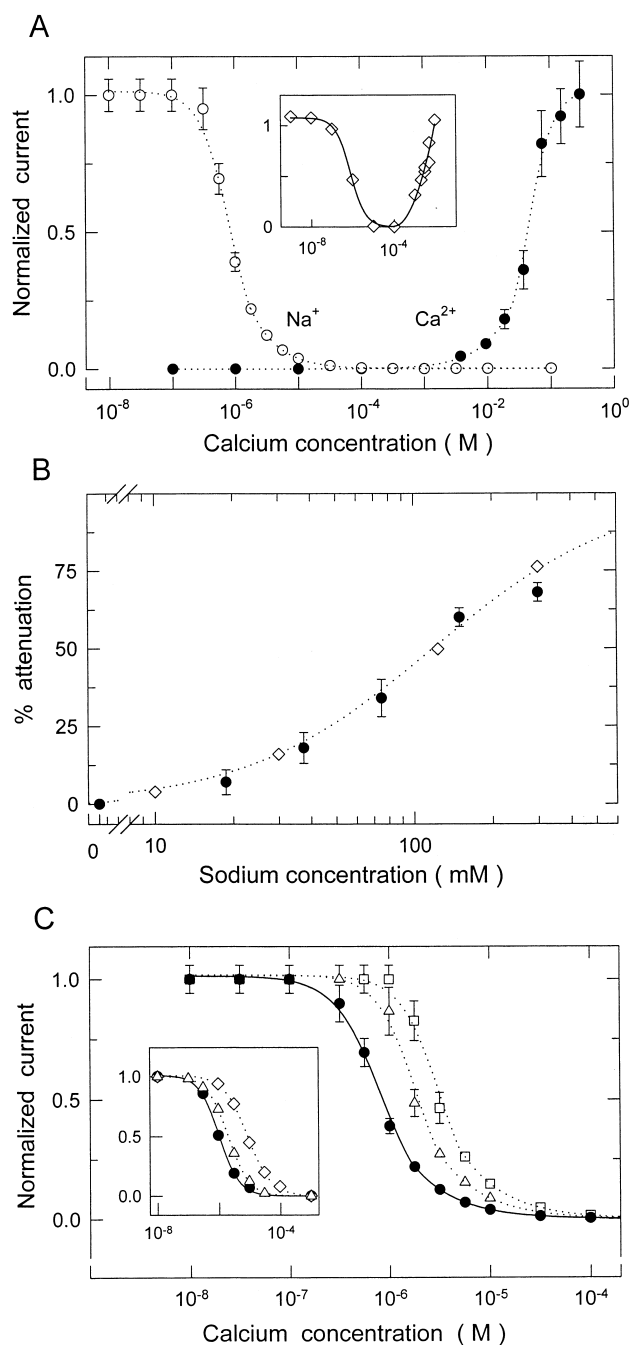 A
Normalized current
1.0
0.5
0.0
1
0
10⁻⁸
10⁻⁴
Na⁺
Ca²⁺
10⁻⁸
10⁻⁶
10⁻⁴
10⁻²
10⁰
Calcium concentration ( M )
B
% attenuation
75
50
25
0
0
10
100
Sodium concentration ( mM )
C
Normalized current
1.0
0.5
0.0
1.0
0.5
0.0
10⁻⁸
10⁻⁴
10⁻⁸
10⁻⁷
10⁻⁶
10⁻⁵
10⁻⁴
Calcium concentration ( M )